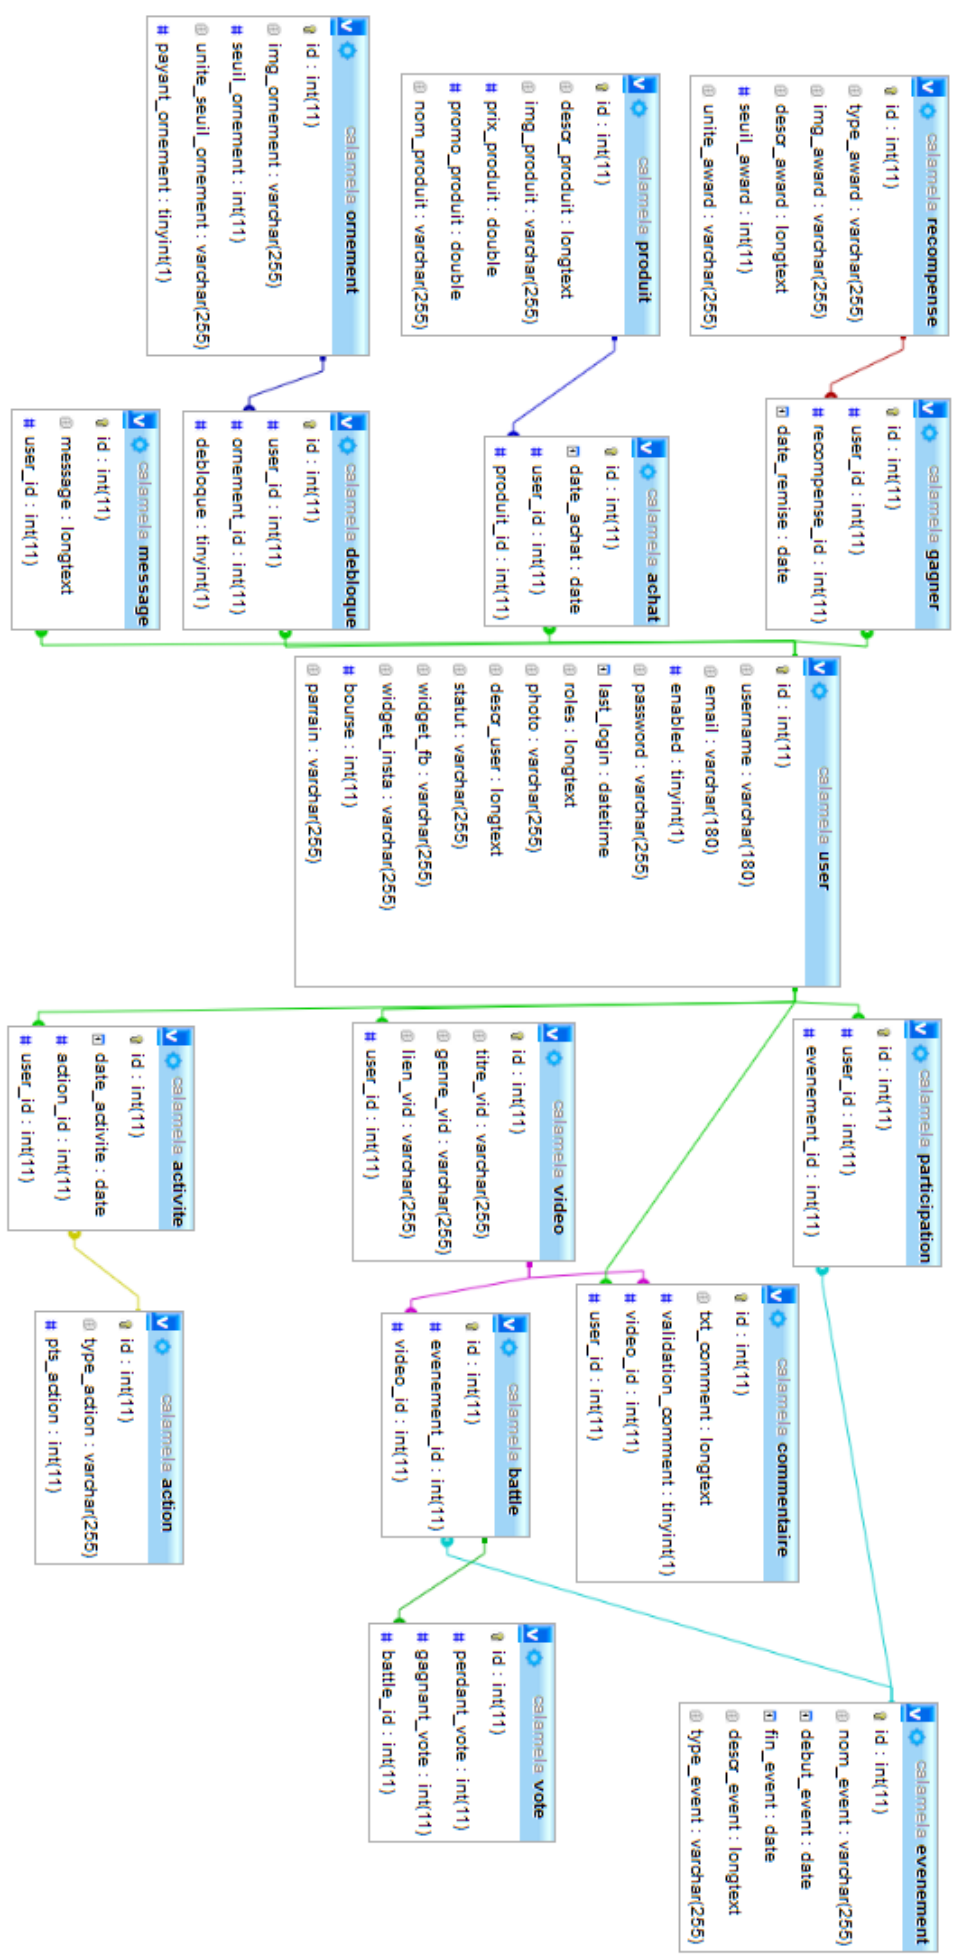 calamela recompense
id : int(11)
type_award : varchar(255)
img_award : varchar(255)
descr_award : longtext
seuil_award : int(11)
unite_award : varchar(255)
calamela produit
id : int(11)
descr_produit : longtext
img_produit : varchar(255)
prix_produit : double
promo_produit : double
nom_produit : varchar(255)
calamela ornement
id : int(11)
img_ornement : varchar(255)
seuil_ornement : int(11)
unite_seuil_ornement : varchar(255)
payant_ornement : tinyint(1)
calamela gagner
id : int(11)
user_id : int(11)
recompense_id : int(11)
date_remise : date
calamela achat
id : int(11)
date_achat : date
user_id : int(11)
produit_id : int(11)
calamela debloque
id : int(11)
user_id : int(11)
ornement_id : int(11)
debloque : tinyint(1)
calamela message
id : int(11)
message : longtext
user_id : int(11)
calamela user
id : int(11)
username : varchar(180)
email : varchar(180)
enabled : tinyint(1)
password : varchar(255)
last_login : datetime
roles : longtext
photo : varchar(255)
descr_user : longtext
statut : varchar(255)
widget_fb : varchar(255)
widget_insta : varchar(255)
bourse : int(11)
parrain : varchar(255)
calamela participation
id : int(11)
user_id : int(11)
evenement_id : int(11)
calamela video
id : int(11)
titre_vid : varchar(255)
genre_vid : varchar(255)
lien_vid : varchar(255)
user_id : int(11)
calamela activite
id : int(11)
date_activite : date
action_id : int(11)
user_id : int(11)
calamela commentaire
id : int(11)
txt_comment : longtext
validation_comment : tinyint(1)
video_id : int(11)
user_id : int(11)
calamela battle
id : int(11)
evenement_id : int(11)
video_id : int(11)
calamela action
id : int(11)
type_action : varchar(255)
pts_action : int(11)
calamela evenement
id : int(11)
nom_event : varchar(255)
debut_event : date
fin_event : date
descr_event : longtext
type_event : varchar(255)
calamela vote
id : int(11)
perdant_vote : int(11)
gagnant_vote : int(11)
battle_id : int(11)